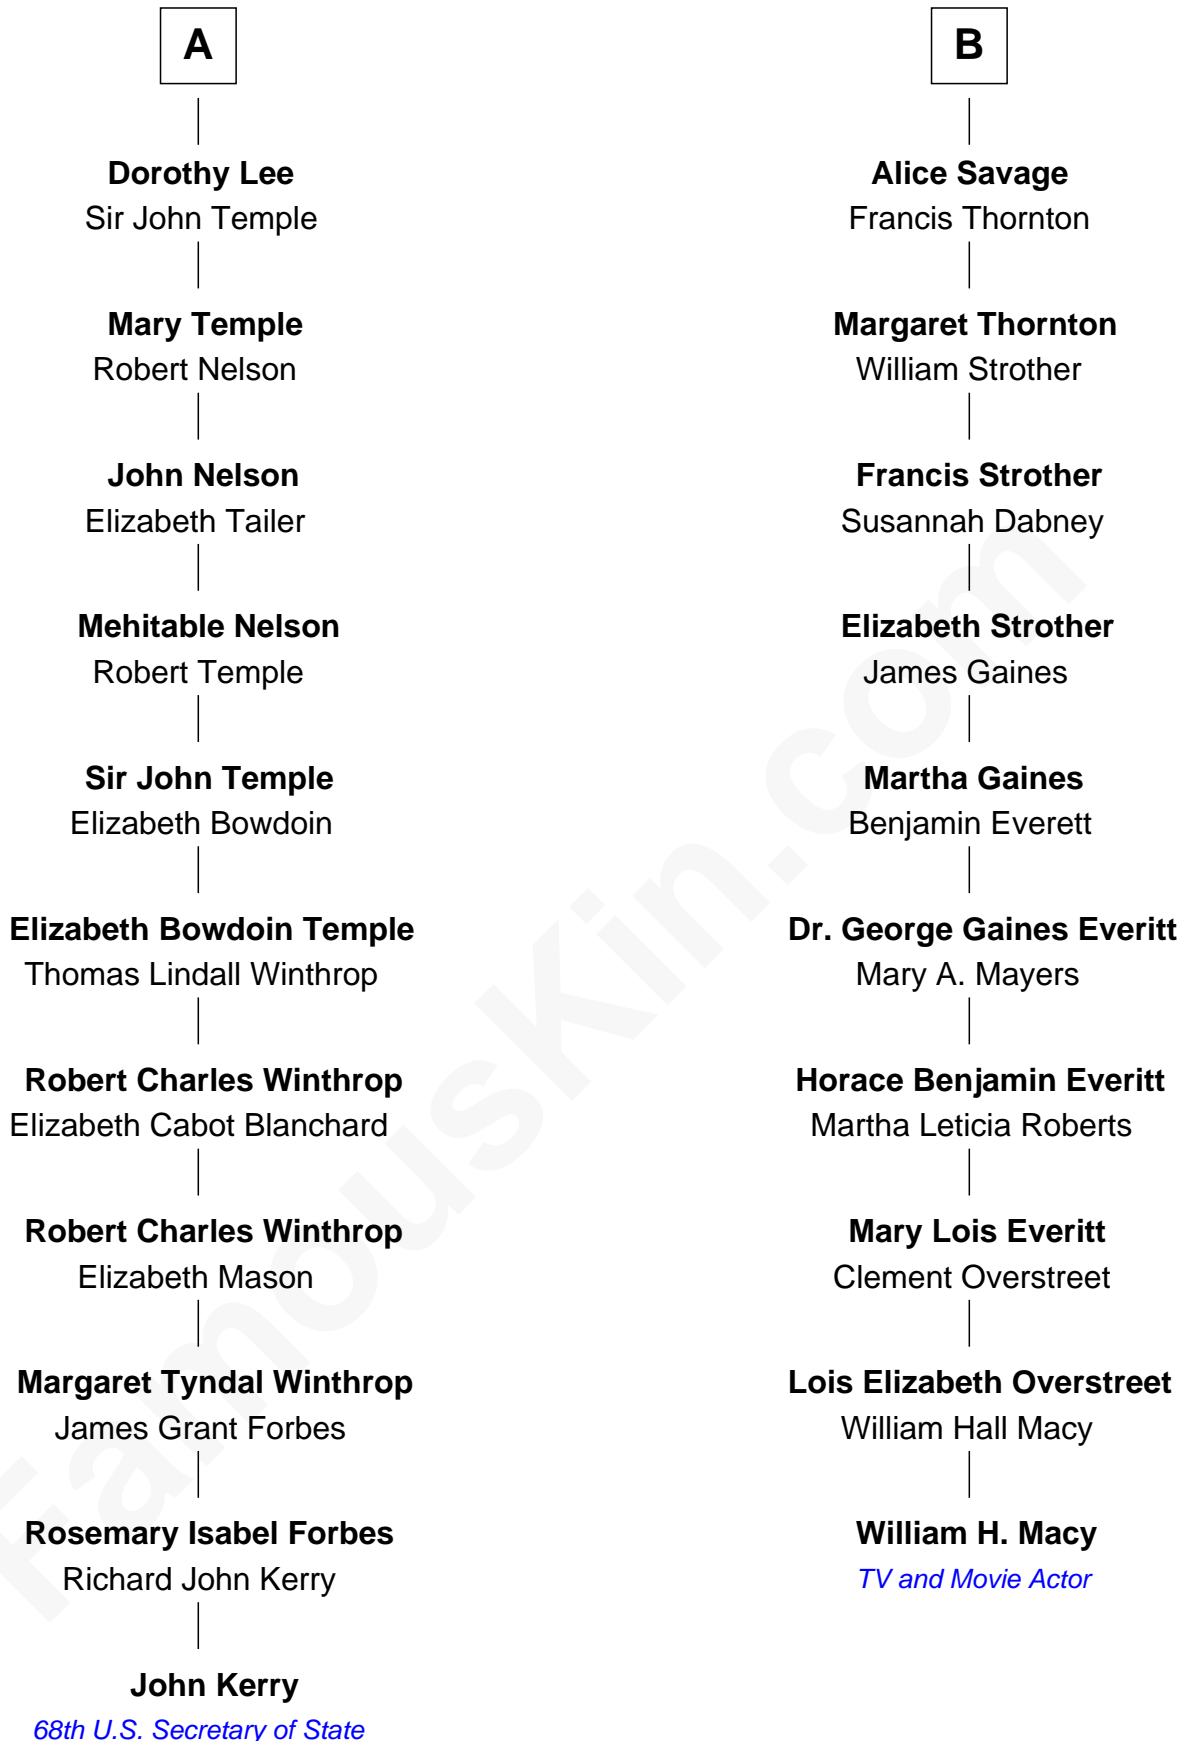 A
Dorothy Lee
Sir John Temple
Mary Temple
Robert Nelson
John Nelson
Elizabeth Tailer
Mehitable Nelson
Robert Temple
Sir John Temple
Elizabeth Bowdoin
Elizabeth Bowdoin Temple
Thomas Lindall Winthrop
Robert Charles Winthrop
Elizabeth Cabot Blanchard
Robert Charles Winthrop
Elizabeth Mason
Margaret Tyndal Winthrop
James Grant Forbes
Rosemary Isabel Forbes
Richard John Kerry
John Kerry
68th U.S. Secretary of State
B
Alice Savage
Francis Thornton
Margaret Thornton
William Strother
Francis Strother
Susannah Dabney
Elizabeth Strother
James Gaines
Martha Gaines
Benjamin Everett
Dr. George Gaines Everitt
Mary A. Mayers
Horace Benjamin Everitt
Martha Leticia Roberts
Mary Lois Everitt
Clement Overstreet
Lois Elizabeth Overstreet
William Hall Macy
William H. Macy
TV and Movie Actor
FamousKin.com